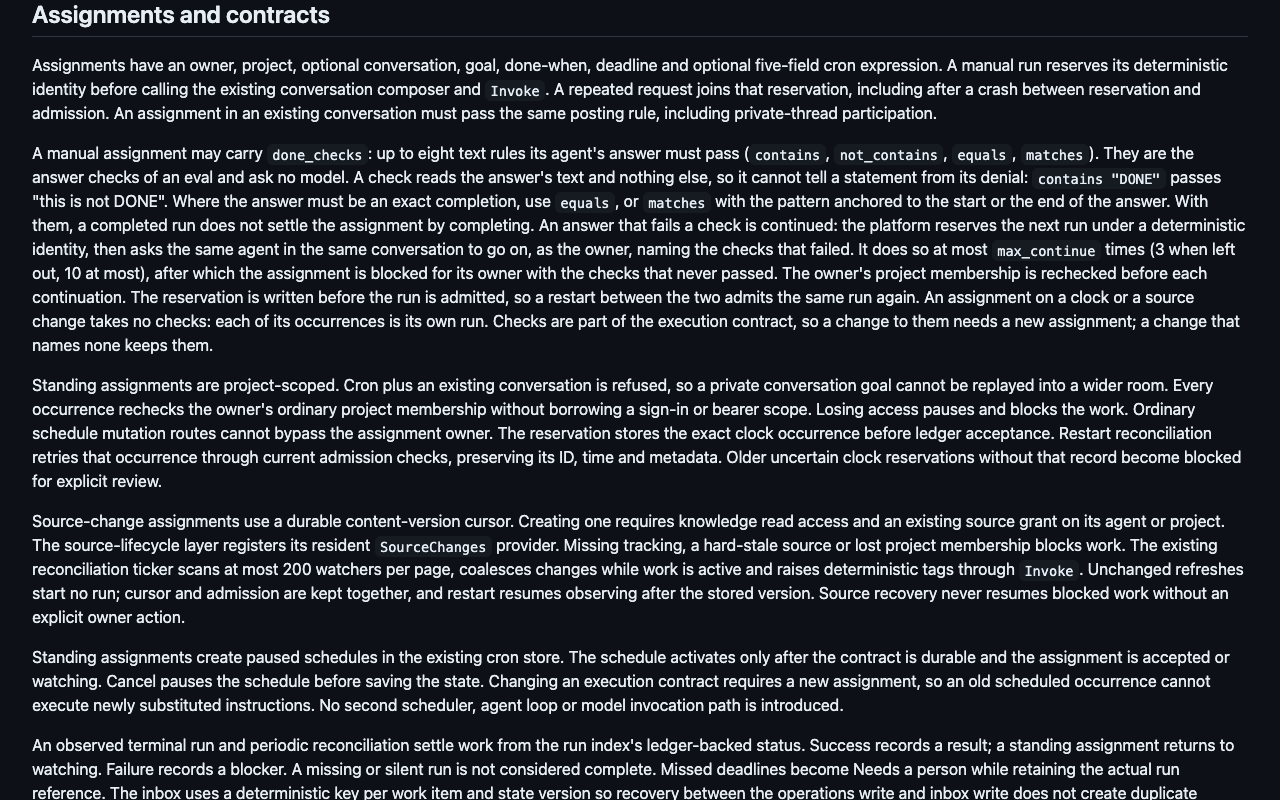 Assignments and contracts
Assignments have an owner, project, optional conversation, goal, done-when, deadline and optional five-field cron expression. A manual run reserves its deterministic
identity before calling the existing conversation composer and Invoke. A repeated request joins that reservation, including after a crash between reservation and
admission. An assignment in an existing conversation must pass the same posting rule, including private-thread participation.
A manual assignment may carry done_checks: up to eight text rules its agent's answer must pass (contains, not_contains, equals, matches). They are the
answer checks of an eval and ask no model. A check reads the answer's text and nothing else, so it cannot tell a statement from its denial: contains "DONE" passes
"this is not DONE". Where the answer must be an exact completion, use equals, or matches with the pattern anchored to the start or the end of the answer. With
them, a completed run does not settle the assignment by completing. An answer that fails a check is continued: the platform reserves the next run under a deterministic
identity, then asks the same agent in the same conversation to go on, as the owner, naming the checks that failed. It does so at most max_continue times (3 when left
out, 10 at most), after which the assignment is blocked for its owner with the checks that never passed. The owner's project membership is rechecked before each
continuation. The reservation is written before the run is admitted, so a restart between the two admits the same run again. An assignment on a clock or a source
change takes no checks: each of its occurrences is its own run. Checks are part of the execution contract, so a change to them needs a new assignment; a change that
names none keeps them.
Standing assignments are project-scoped. Cron plus an existing conversation is refused, so a private conversation goal cannot be replayed into a wider room. Every
occurrence rechecks the owner's ordinary project membership without borrowing a sign-in or bearer scope. Losing access pauses and blocks the work. Ordinary
schedule mutation routes cannot bypass the assignment owner. The reservation stores the exact clock occurrence before ledger acceptance. Restart reconciliation
retries that occurrence through current admission checks, preserving its ID, time and metadata. Older uncertain clock reservations without that record become blocked
for explicit review.
Source-change assignments use a durable content-version cursor. Creating one requires knowledge read access and an existing source grant on its agent or project.
The source-lifecycle layer registers its resident SourceChanges provider. Missing tracking, a hard-stale source or lost project membership blocks work. The existing
reconciliation ticker scans at most 200 watchers per page, coalesces changes while work is active and raises deterministic tags through Invoke. Unchanged refreshes
start no run; cursor and admission are kept together, and restart resumes observing after the stored version. Source recovery never resumes blocked work without an
explicit owner action.
Standing assignments create paused schedules in the existing cron store. The schedule activates only after the contract is durable and the assignment is accepted or
watching. Cancel pauses the schedule before saving the state. Changing an execution contract requires a new assignment, so an old scheduled occurrence cannot
execute newly substituted instructions. No second scheduler, agent loop or model invocation path is introduced.
An observed terminal run and periodic reconciliation settle work from the run index's ledger-backed status. Success records a result; a standing assignment returns to
watching. Failure records a blocker. A missing or silent run is not considered complete. Missed deadlines become Needs a person while retaining the actual run
reference. The inbox uses a deterministic key per work item and state version so recovery between the operations write and inbox write does not create duplicate